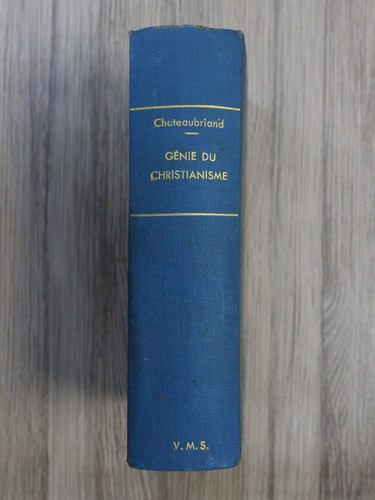 Chateaubriand
GÉNIE DU
CHRISTIANISME
V. M. S.